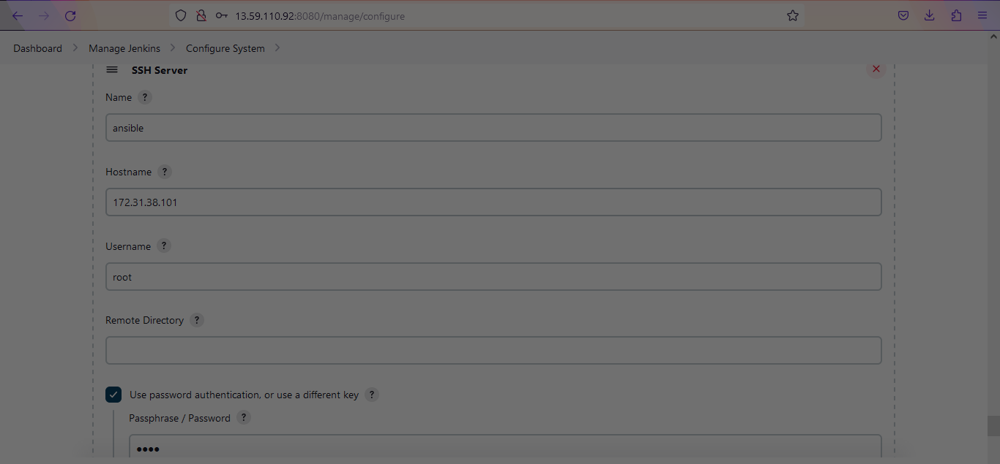 13.59.110.92:8080/manage/configure
Dashboard > Manage Jenkins > Configure System >
SSH Server
Name ?
ansible
Hostname ?
172.31.38.101
Username ?
root
Remote Directory ?
Use password authentication, or use a different key ?
Passphrase / Password ?
••••